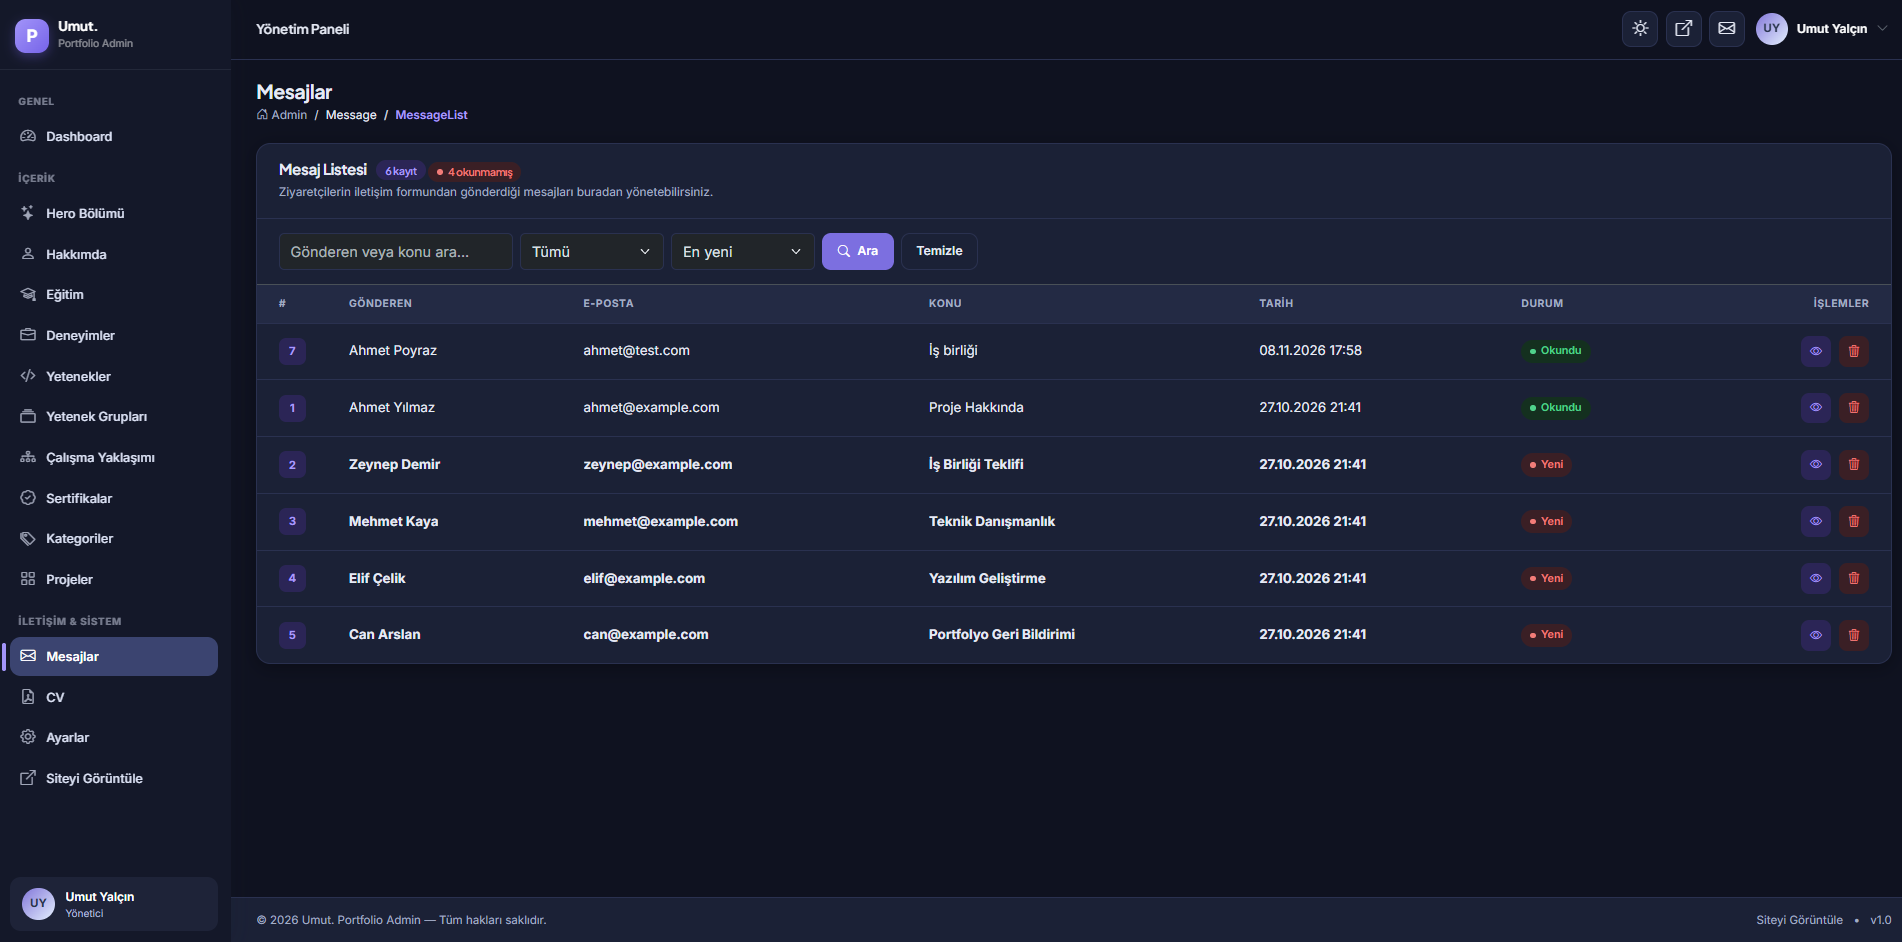 P
Umut.
Portfolio Admin
GENEL
Dashboard
İÇERİK
Hero Bölümü
Hakkımda
Eğitim
Deneyimler
Yetenekler
Yetenek Grupları
Çalışma Yaklaşımı
Sertifikalar
Kategoriler
Projeler
İLETİŞİM & SİSTEM
Mesajlar
CV
Ayarlar
Siteyi Görüntüle
UY
Umut Yalçın
Yönetici
Yönetim Paneli
UY Umut Yalçın
Mesajlar
Admin / Message / MessageList
Mesaj Listesi 6 kayıt 4 okunmamış
Ziyaretçilerin iletişim formundan gönderdiği mesajları buradan yönetebilirsiniz.
Gönderen veya konu ara... Tümü En yeni Ara Temizle
# GÖNDEREN E-POSTA KONU TARİH DURUM İŞLEMLER
7 Ahmet Poyraz ahmet@test.com İş birliği 08.11.2026 17:58 Okundu
1 Ahmet Yılmaz ahmet@example.com Proje Hakkında 27.10.2026 21:41 Okundu
2 Zeynep Demir zeynep@example.com İş Birliği Teklifi 27.10.2026 21:41 Yeni
3 Mehmet Kaya mehmet@example.com Teknik Danışmanlık 27.10.2026 21:41 Yeni
4 Elif Çelik elif@example.com Yazılım Geliştirme 27.10.2026 21:41 Yeni
5 Can Arslan can@example.com Portfolyo Geri Bildirimi 27.10.2026 21:41 Yeni
© 2026 Umut. Portfolio Admin — Tüm hakları saklıdır.
Siteyi Görüntüle • v1.0